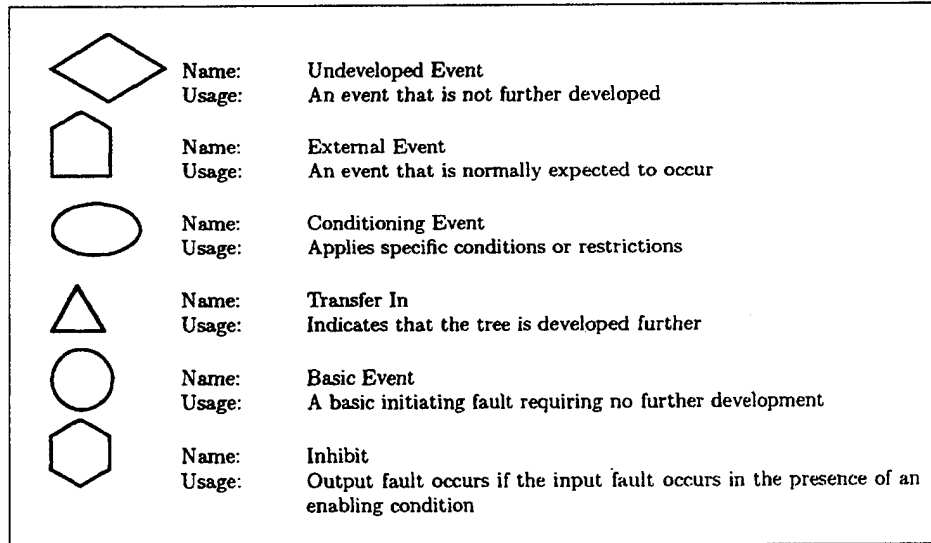 Name: Undeveloped Event
Usage: An event that is not further developed
Name: External Event
Usage: An event that is normally expected to occur
Name: Conditioning Event
Usage: Applies specific conditions or restrictions
Name: Transfer In
Usage: Indicates that the tree is developed further
Name: Basic Event
Usage: A basic initiating fault requiring no further development
Name: Inhibit
Usage: Output fault occurs if the input fault occurs in the presence of an
enabling condition